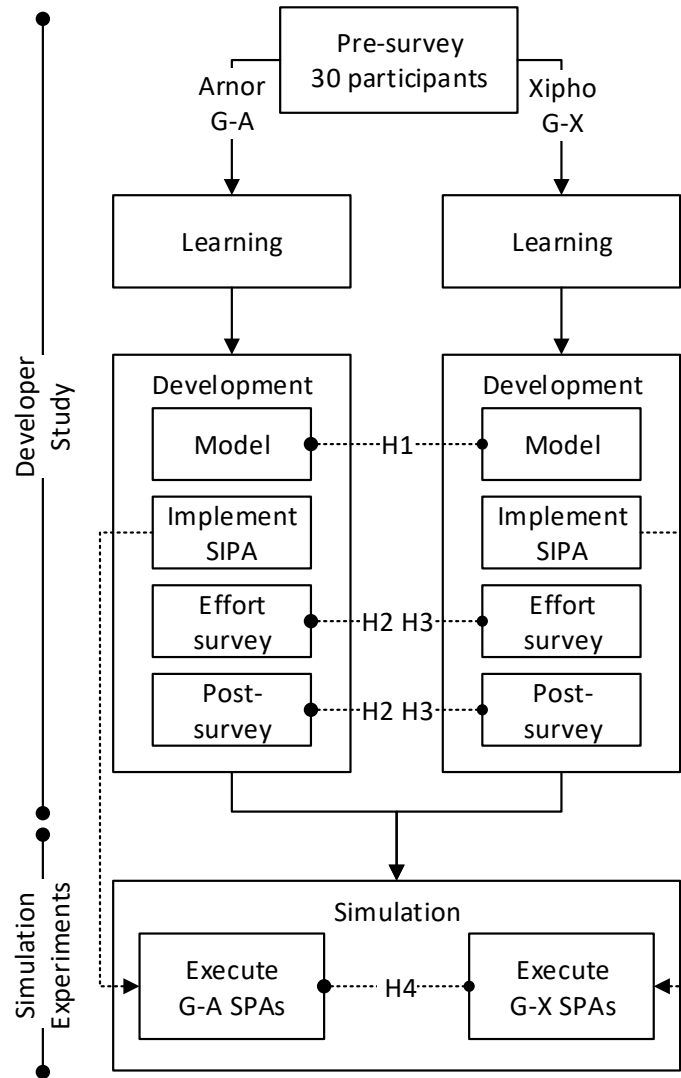 Pre-survey
30 participants
Arnor
G-A
Xipho
G-X
Learning
Learning
Developer
Study
Development
Model
Implement
SIPA
Effort
survey
Post-
survey
H1
H2 H3
H2 H3
Development
Model
Implement
SIPA
Effort
survey
Post-
survey
Simulation
Experiments
Simulation
Execute
G-A SPAs
H4
Execute
G-X SPAs